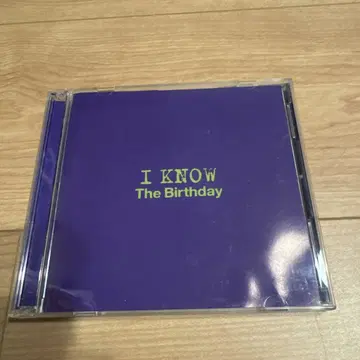 I KNOW
The Birthday